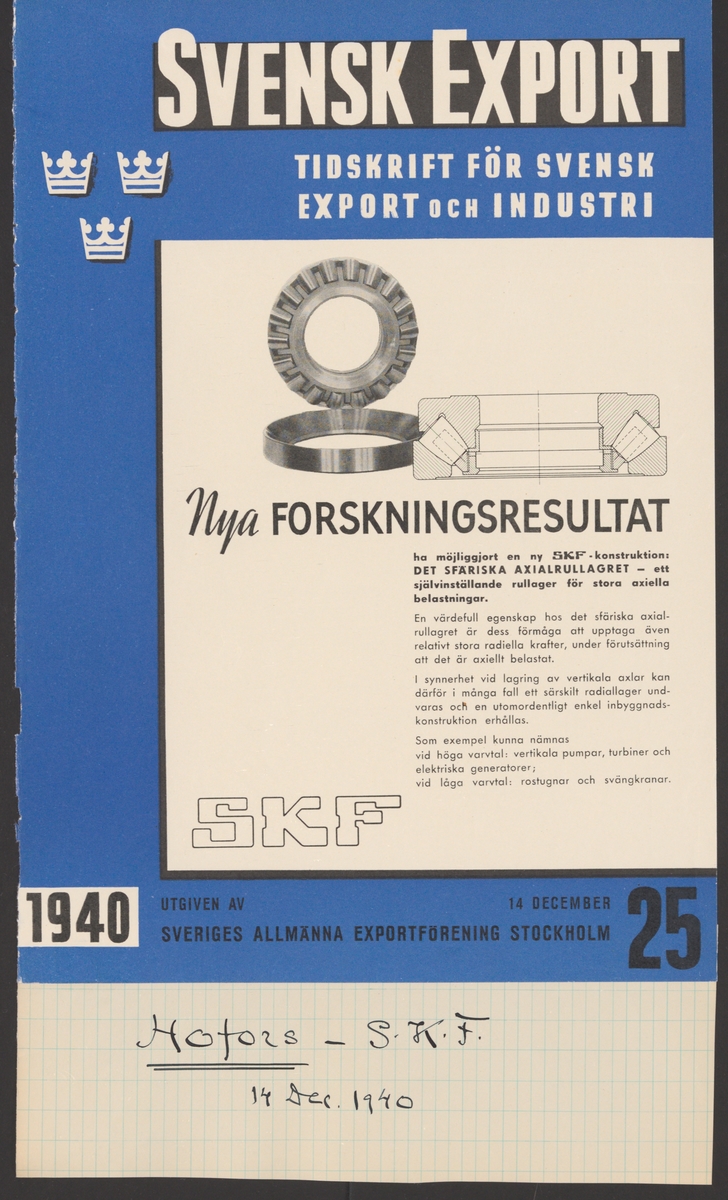 SVENSK EXPORT
TIDSKRIFT FÖR SVENSK
EXPORT OCH INDUSTRI
Nya FORSKNINGSRESULTAT
ha möjliggjort en ny SKF-konstruktion:
DET SFÄRISKA AXIALRULLAGRET – ett
självinställande rullager för stora axiella
belastningar.
En värdefull egenskap hos det sfäriska axial-
rullagret är dess förmåga att upptaga även
relativt stora radiella krafter, under förutsättning
att det är axiellt belastat.
I synnerhet vid lagring av vertikala axlar kan
därför i många fall ett särskilt radiallager und-
varas och en utomordentligt enkel inbyggnads-
konstruktion erhållas.
Som exempel kunna nämnas
vid höga varvtal: vertikala pumpar, turbiner och
elektriska generatorer;
vid låga varvtal: rostugnar och svängkranar.
SKF
1940
UTGIVEN AV 14 DECEMBER
SVERIGES ALLMÄNNA EXPORTFÖRENING STOCKHOLM
25
Hofors – S.K.F.
14 Dec. 1940